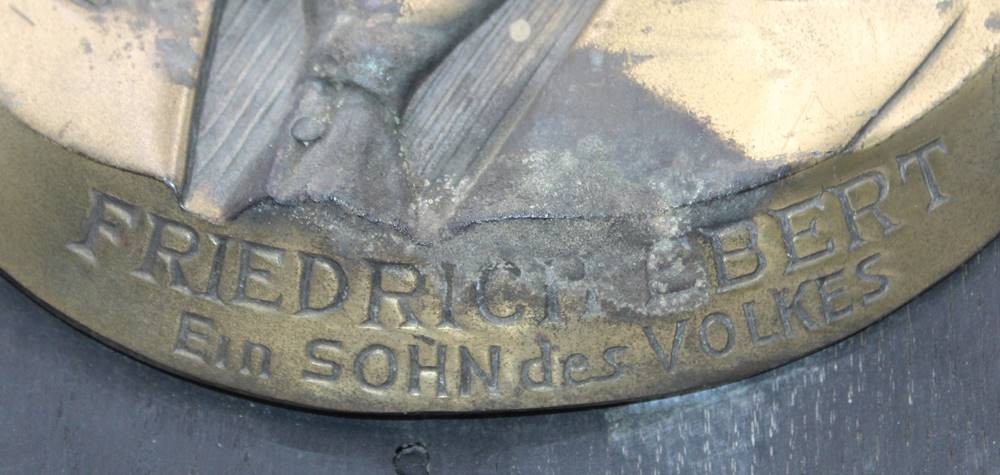 FRIEDRICH EBERT
Ein SOHN des VOLKES